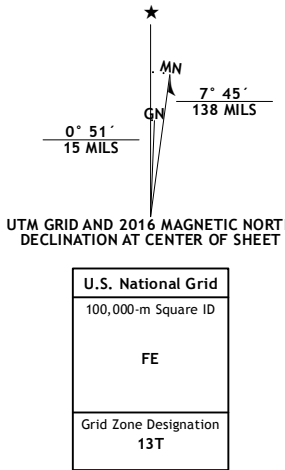 ★
MN
GN
7° 45´
138 MILS
0° 51´
15 MILS
UTM GRID AND 2016 MAGNETIC NORT
DECLINATION AT CENTER OF SHEET
U.S. National Grid
100,000-m Square ID
FE
Grid Zone Designation
13T